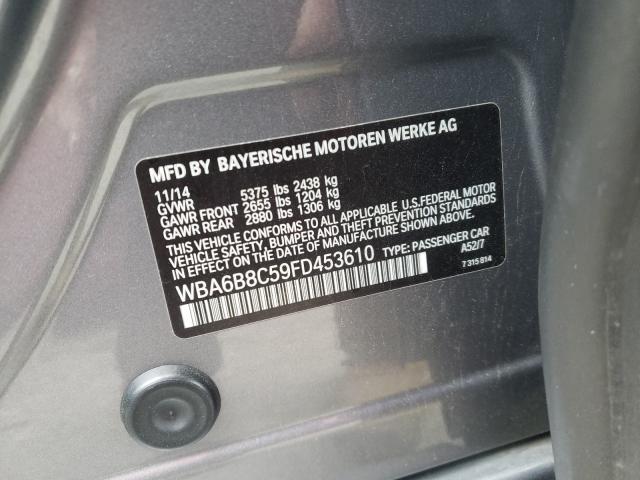 MFD BY BAYERISCHE MOTOREN WERKE AG
11/14
GVWR 5375 lbs 2438 kg
GAWR FRONT 2655 lbs 1204 kg
GAWR REAR 2880 lbs 1306 kg
THIS VEHICLE CONFORMS TO ALL APPLICABLE U.S.FEDERAL MOTOR
VEHICLE SAFETY, BUMPER AND THEFT PREVENTION STANDARDS
IN EFFECT ON THE DATE OF MANUFACTURE SHOWN ABOVE.
WBA6B8C59FD453610 TYPE: PASSENGER CAR
A52/7
7 315 814